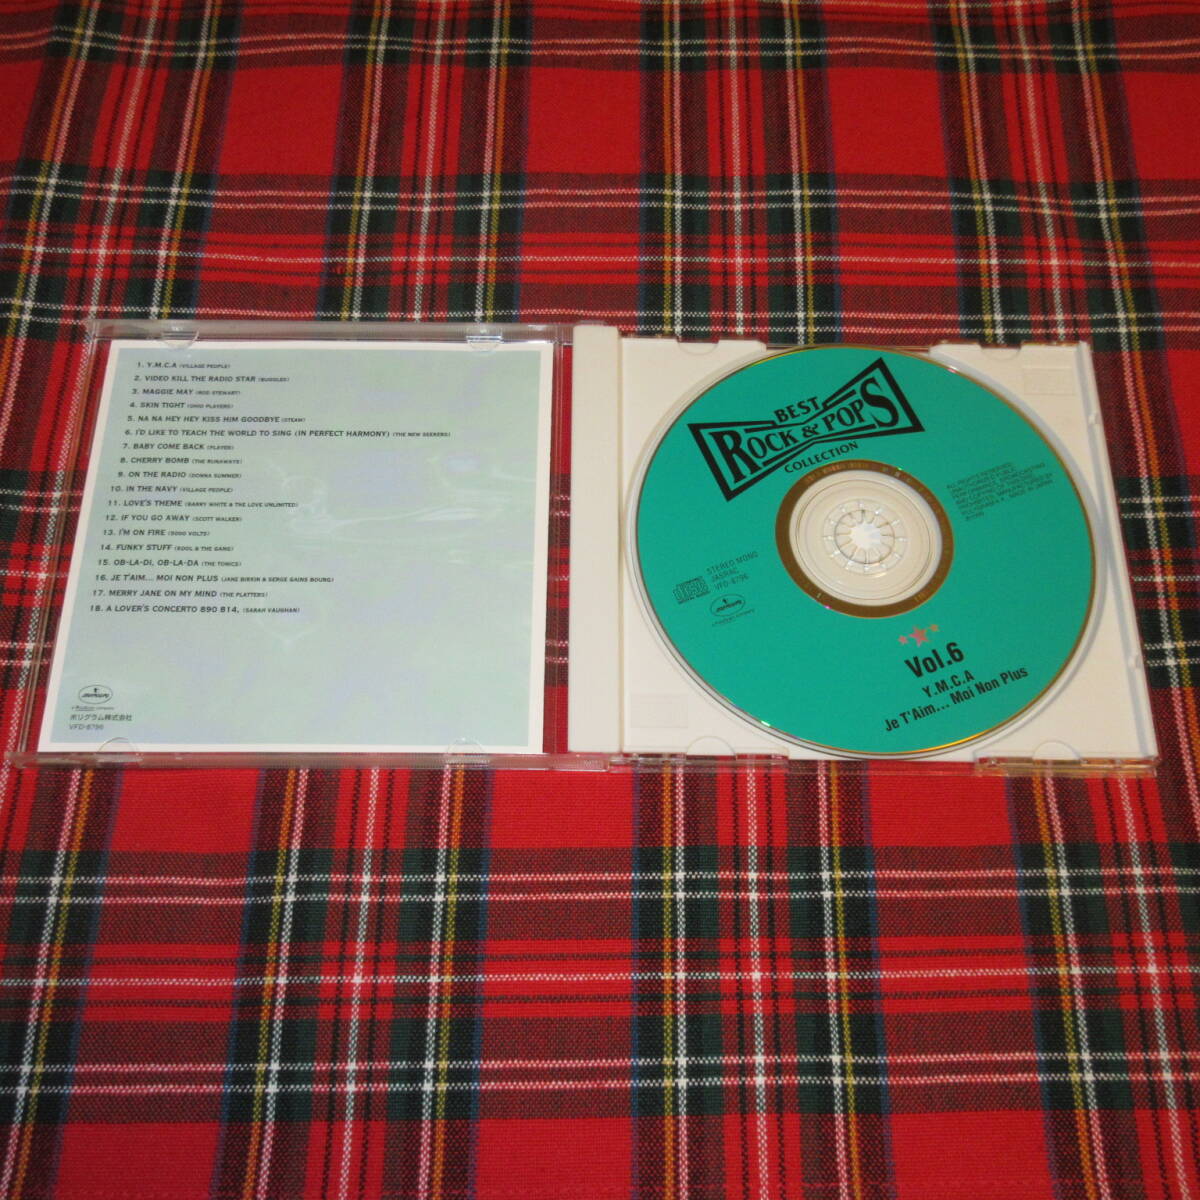 1. Y.M.C.A (VILLAGE PEOPLE)
2. VIDEO KILL THE RADIO STAR (BUGGLES)
3. MAGGIE MAY (ROD STEWART)
4. SKIN TIGHT (OHIO PLAYERS)
5. NA NA HEY HEY KISS HIM GOODBYE (STEAM)
6. I'D LIKE TO TEACH THE WORLD TO SING (IN PERFECT HARMONY) (THE NEW SEEKERS)
7. BABY COME BACK (PLAYER)
8. CHERRY BOMB (THE RUNAWAYS)
9. ON THE RADIO (DONNA SUMMER)
10. IN THE NAVY (VILLAGE PEOPLE)
11. LOVE'S THEME (BARRY WHITE & THE LOVE UNLIMITED)
12. IF YOU GO AWAY (SCOTT WALKER)
13. I'M ON FIRE (5000 VOLTS)
14. FUNKY STUFF (KOOL & THE GANG)
15. OB-LA-DI, OB-LA-DA (THE TONICS)
16. JE T'AIM... MOI NON PLUS (JANE BIRKIN & SERGE GAINS BOURG)
17. MERRY JANE ON MY MIND (THE PLATTERS)
18. A LOVER'S CONCERTO 890 814, (SARAH VAUGHAN)
mercury
ポリグラム株式会社
VFD-8796
BEST
ROCK & POPS
COLLECTION
STEREO MONO
JASRAC
VFD-8796
COMPACT
disc
DIGITAL AUDIO
mercury
Vol.6
Y.M.C.A
Je T'Aim... Moi Non Plus